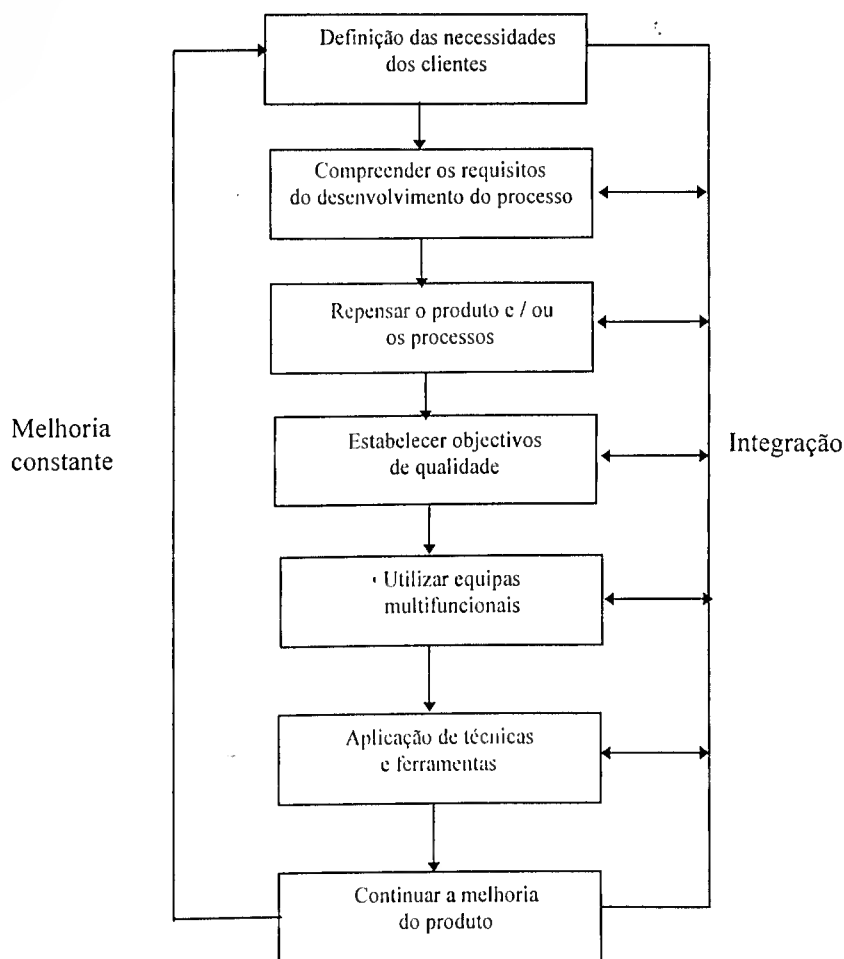 Definição das necessidades
dos clientes
Compreender os requisitos
do desenvolvimento do processo
Repensar o produto e / ou
os processos
Estabelecer objectivos
de qualidade
Melhoria
constante
Integração
Utilizar equipas
multifuncionais
Aplicação de técnicas
e ferramentas
Continuar a melhoria
do produto